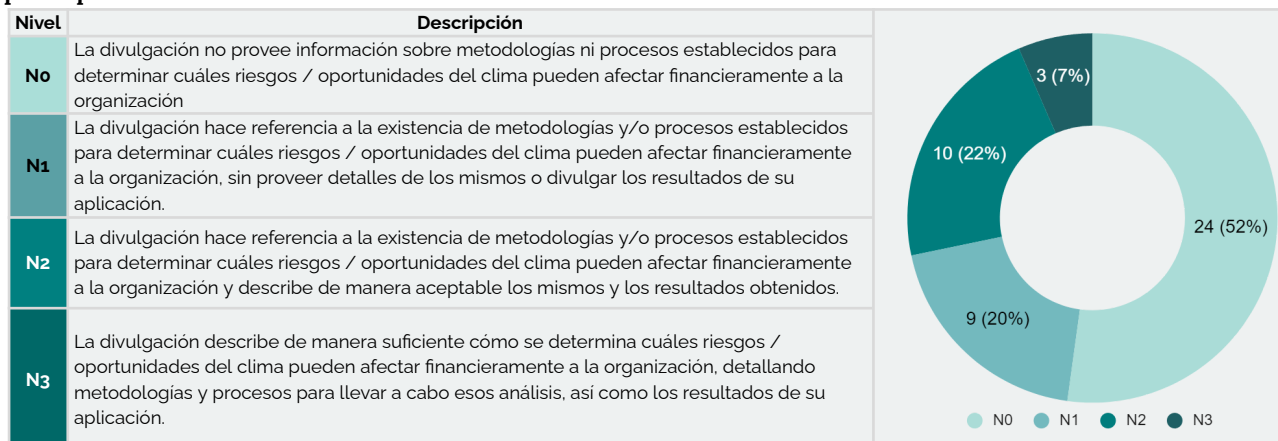 Nivel Descripción
N0 La divulgación no provee información sobre metodologías ni procesos establecidos para
determinar cuáles riesgos / oportunidades del clima pueden afectar financieramente a la
organización
N1 La divulgación hace referencia a la existencia de metodologías y/o procesos establecidos
para determinar cuáles riesgos / oportunidades del clima pueden afectar financieramente
a la organización, sin proveer detalles de los mismos o divulgar los resultados de su
aplicación.
N2 La divulgación hace referencia a la existencia de metodologías y/o procesos establecidos
para determinar cuáles riesgos / oportunidades del clima pueden afectar financieramente
a la organización y describe de manera aceptable los mismos y los resultados obtenidos.
N3 La divulgación describe de manera suficiente cómo se determina cuáles riesgos /
oportunidades del clima pueden afectar financieramente a la organización, detallando
metodologías y procesos para llevar a cabo esos análisis, así como los resultados de su
aplicación.
3 (7%)
10 (22%)
24 (52%)
9 (20%)
N0 N1 N2 N3